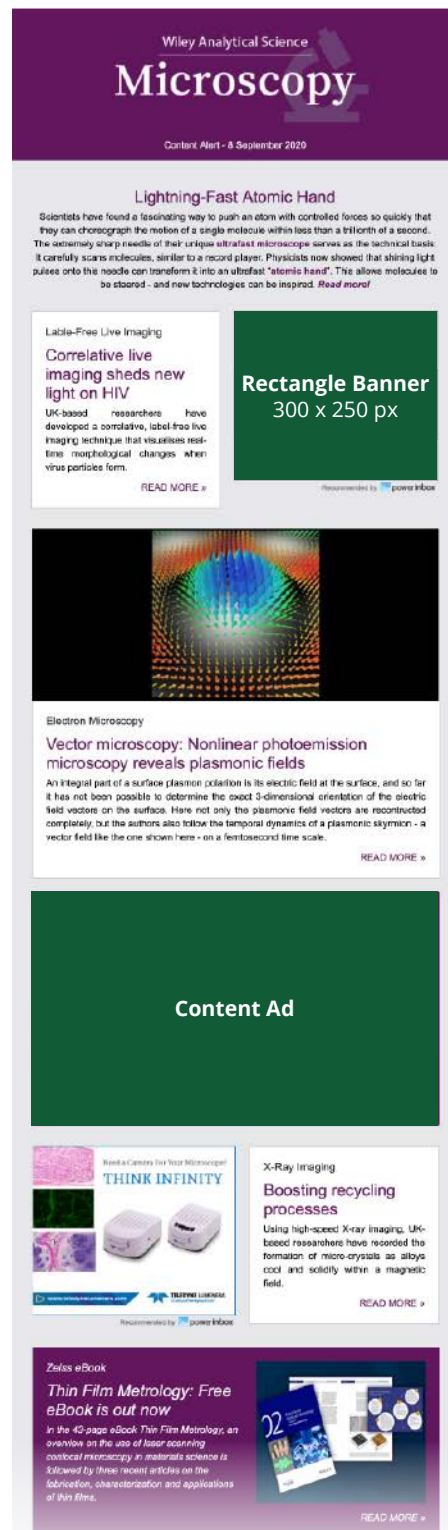 Wiley Analytical Science
Microscopy
Content Alert - 8 September 2020
Lightning-Fast Atomic Hand
Scientists have found a fascinating way to push an atom with controlled forces so quickly that
they can choreograph the motion of a single molecule within less than a trillionth of a second.
The extremely sharp needle of their unique ultrafast microscope serves as the technical basis:
It carefully scans molecules, similar to a record player. Physicists now showed that shining light
pulses onto this needle can transform it into an ultrafast "atomic hand". This allows molecules to
be steered - and new technologies can be inspired. Read more!
Lable-Free Live Imaging
Correlative live
imaging sheds new
light on HIV
UK-based researchers have
developed a correlative, label-free live
imaging technique that visualises real-
time morphological changes when
virus particles form.
READ MORE »
Rectangle Banner
300 x 250 px
Recommended by powerinbox
Electron Microscopy
Vector microscopy: Nonlinear photoemission
microscopy reveals plasmonic fields
An integral part of a surface plasmon polariton is its electric field at the surface, and so far
it has not been possible to determine the exact 3-dimensional orientation of the electric
field vectors on the surface. Here not only the plasmonic field vectors are recontructed
completely, but the authors also follow the temporal dynamics of a plasmonic skyrmion - a
vector field like the one shown here - on a femtosecond time scale.
READ MORE »
Content Ad
Need a Camera For Your Microscope?
THINK INFINITY
TELEDYNE LUMENERA
Recommended by powerinbox
X-Ray Imaging
Boosting recycling
processes
Using high-speed X-ray imaging, UK-
based researchers have recorded the
formation of micro-crystals as alloys
cool and solidify within a magnetic
field.
READ MORE »
Zeiss eBook
Thin Film Metrology: Free
eBook is out now
In the 43-page eBook Thin Film Metrology, an
overview on the use of laser scanning
confocal microscopy in materials science is
followed by three recent articles on the
fabrication, characterization and applications
of thin films.
02
READ MORE »